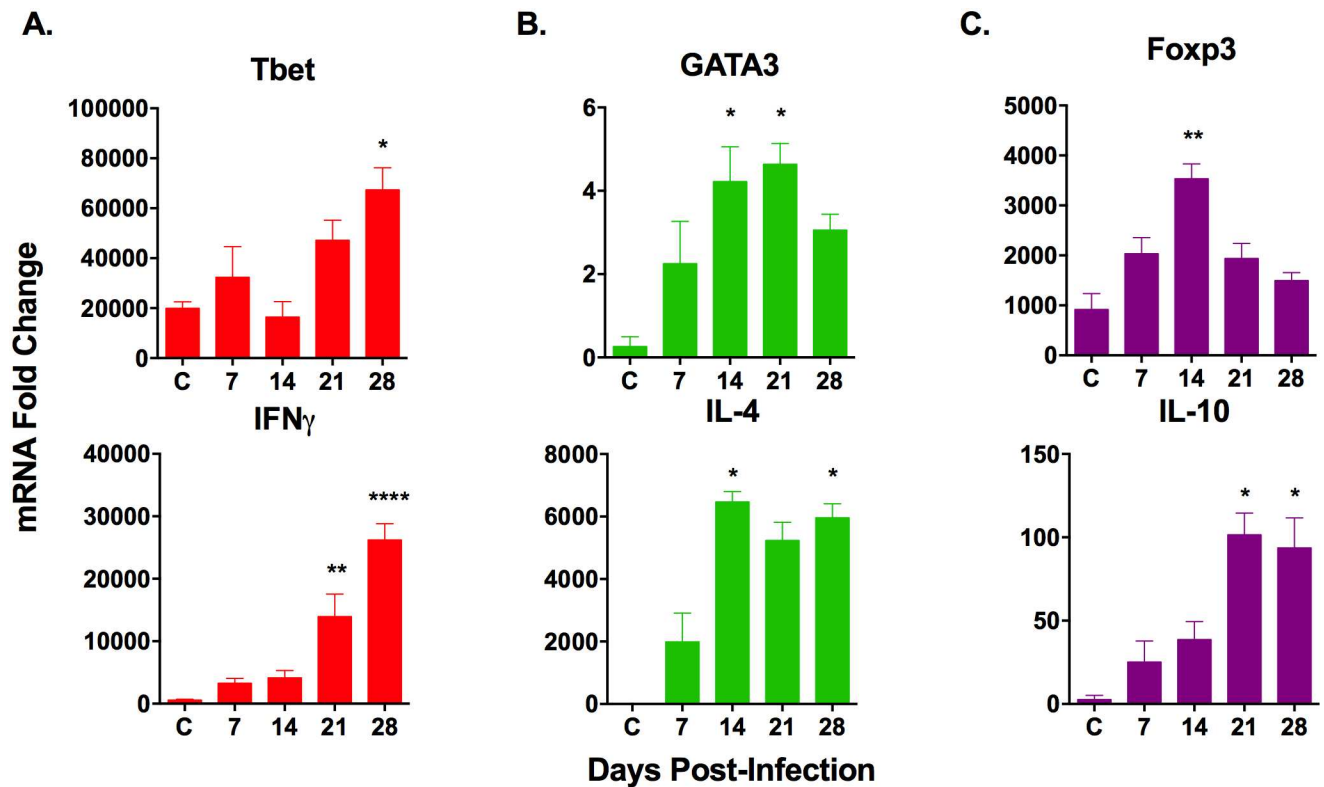 A.
B.
C.
mRNA Fold Change
Tbet
100000
80000
60000
40000
20000
0
*
C 7 14 21 28
GATA3
6
4
2
0
* *
C 7 14 21 28
Foxp3
5000
4000
3000
2000
1000
0
**
C 7 14 21 28
IFNγ
40000
30000
20000
10000
0
** ****
C 7 14 21 28
IL-4
8000
6000
4000
2000
0
* *
C 7 14 21 28
IL-10
150
100
50
0
* *
C 7 14 21 28
Days Post-Infection